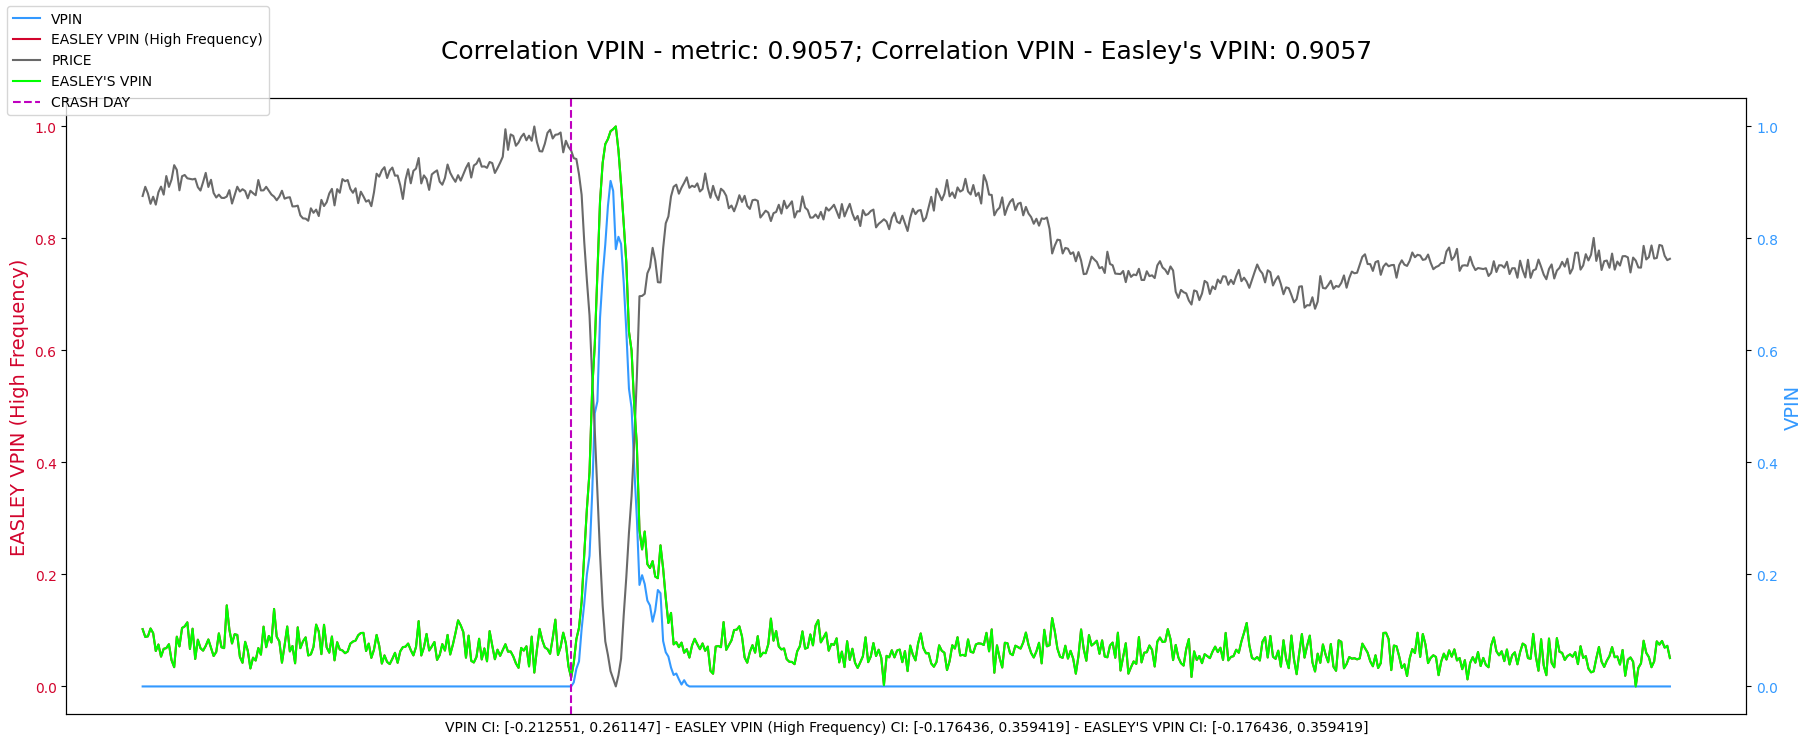 VPIN
EASLEY VPIN (High Frequency)
PRICE
EASLEY'S VPIN
CRASH DAY
Correlation VPIN - metric: 0.9057; Correlation VPIN - Easley's VPIN: 0.9057
EASLEY VPIN (High Frequency)
1.0
0.8
0.6
0.4
0.2
0.0
1.0
0.8
0.6
0.4
0.2
0.0
VPIN
VPIN CI: [-0.212551, 0.261147] - EASLEY VPIN (High Frequency) CI: [-0.176436, 0.359419] - EASLEY'S VPIN CI: [-0.176436, 0.359419]